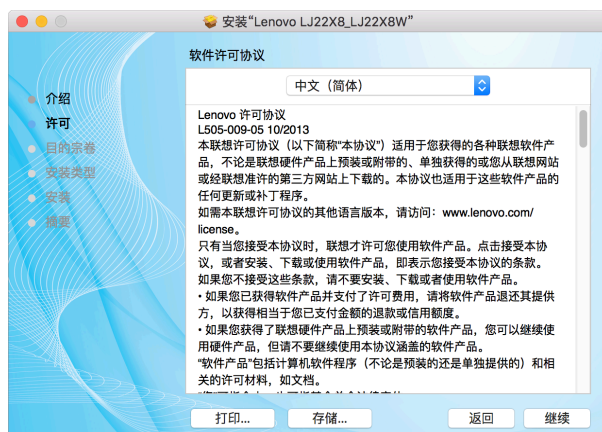 安装“Lenovo LJ22X8_LJ22X8W”
软件许可协议
中文（简体）
介绍
许可
目的宗卷
安装类型
安装
摘要
Lenovo 许可协议
L505-009-05 10/2013
本联想许可协议（以下简称“本协议”）适用于您获得的各种联想软件产
品，不论是联想硬件产品上预装或附带的、单独获得的或您从联想网站
或经联想准许的第三方网站上下载的。本协议也适用于这些软件产品的
任何更新或补丁程序。
如需本联想许可协议的其他语言版本，请访问：www.lenovo.com/
license。
只有当您接受本协议时，联想才许可您使用软件产品。点击接受本协
议，或者安装、下载或使用软件产品，即表示您接受本协议的条款。
如果您不接受这些条款，请不要安装、下载或者使用软件产品。
• 如果您已获得软件产品并支付了许可费用，请将软件产品退还其提供
方，以获得相当于您已支付金额的退款或信用额度。
• 如果您获得了联想硬件产品上预装或附带的软件产品，您可以继续使
用硬件产品，但请不要继续使用本协议涵盖的软件产品。
“软件产品”包括计算机软件程序（不论是预装的还是单独提供的）和相
关的许可材料，如文档。
打印...
存储...
返回
继续